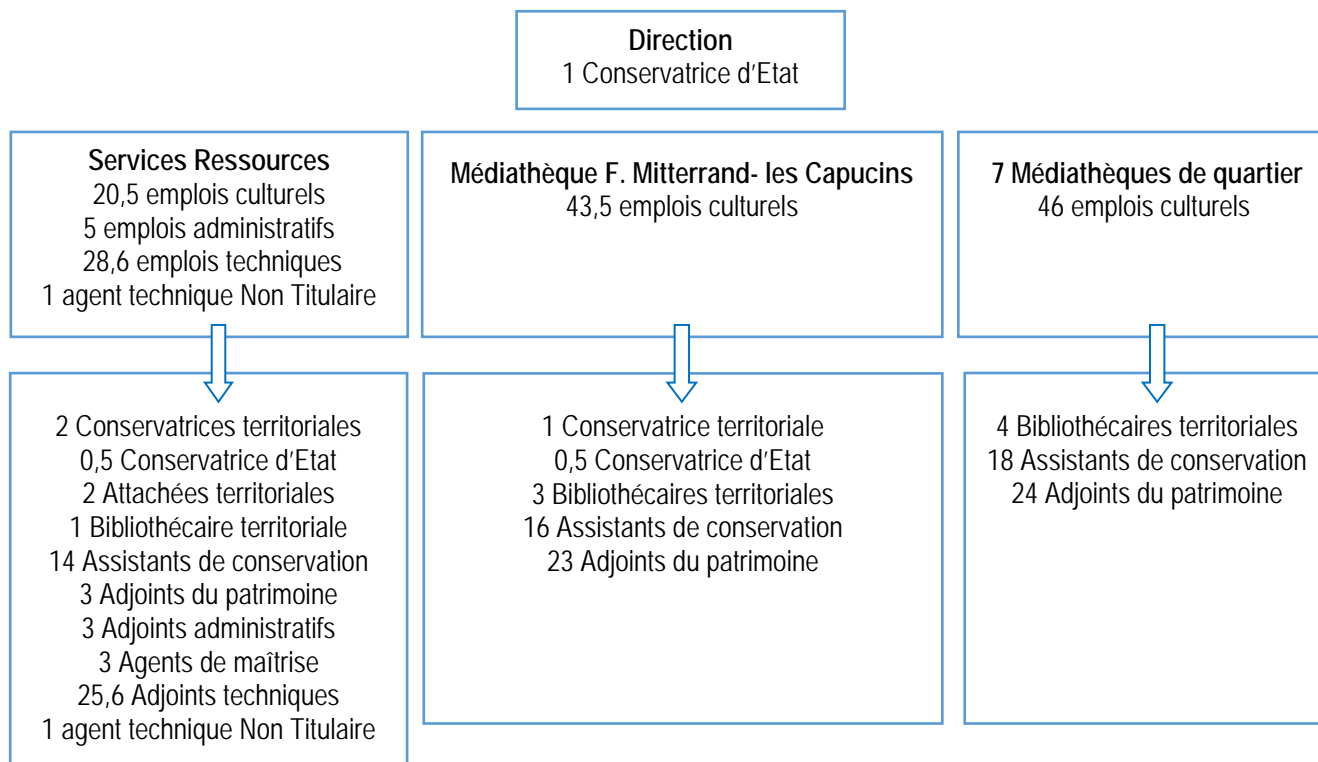 Direction
1 Conservatrice d'Etat
Services Ressources
20,5 emplois culturels
5 emplois administratifs
28,6 emplois techniques
1 agent technique Non Titulaire
Médiathèque F. Mitterrand- les Capucins
43,5 emplois culturels
7 Médiathèques de quartier
46 emplois culturels
2 Conservatrices territoriales
0,5 Conservatrice d'Etat
2 Attachées territoriales
1 Bibliothécaire territoriale
14 Assistants de conservation
3 Adjoints du patrimoine
3 Adjoints administratifs
3 Agents de maîtrise
25,6 Adjoints techniques
1 agent technique Non Titulaire
1 Conservatrice territoriale
0,5 Conservatrice d'Etat
3 Bibliothécaires territoriales
16 Assistants de conservation
23 Adjoints du patrimoine
4 Bibliothécaires territoriales
18 Assistants de conservation
24 Adjoints du patrimoine